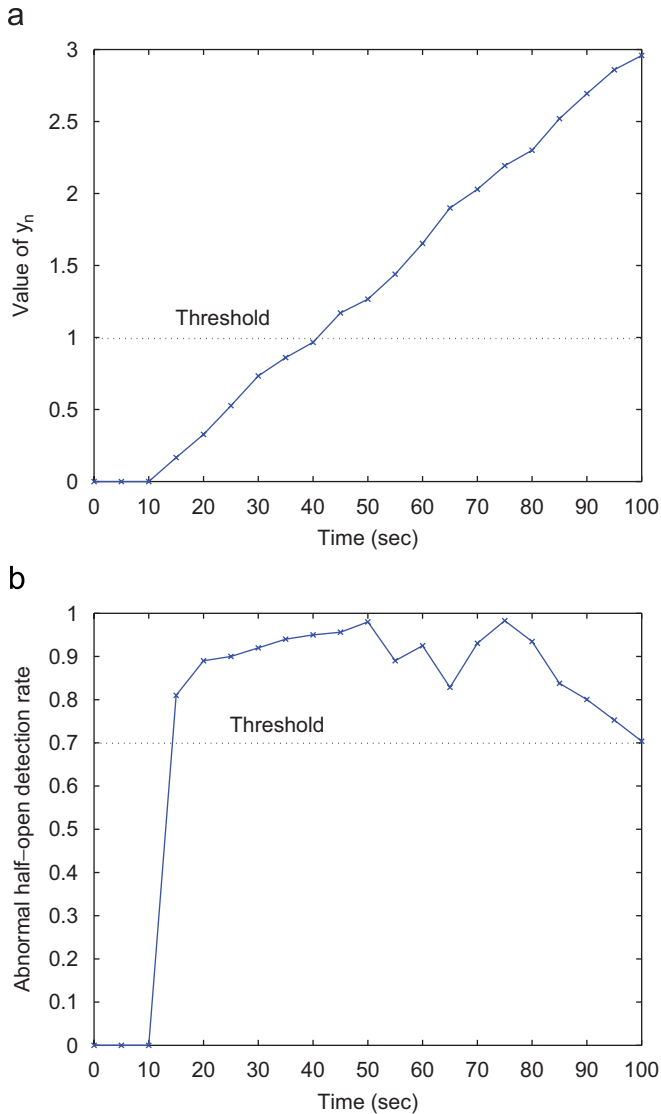 a
3
2.5
2
1.5
1
0.5
0
Value of yn
Threshold
0 10 20 30 40 50 60 70 80 90 100
Time (sec)
b
1
0.9
0.8
0.7
0.6
0.5
0.4
0.3
0.2
0.1
0
Abnormal half−open detection rate
Threshold
0 10 20 30 40 50 60 70 80 90 100
Time (sec)